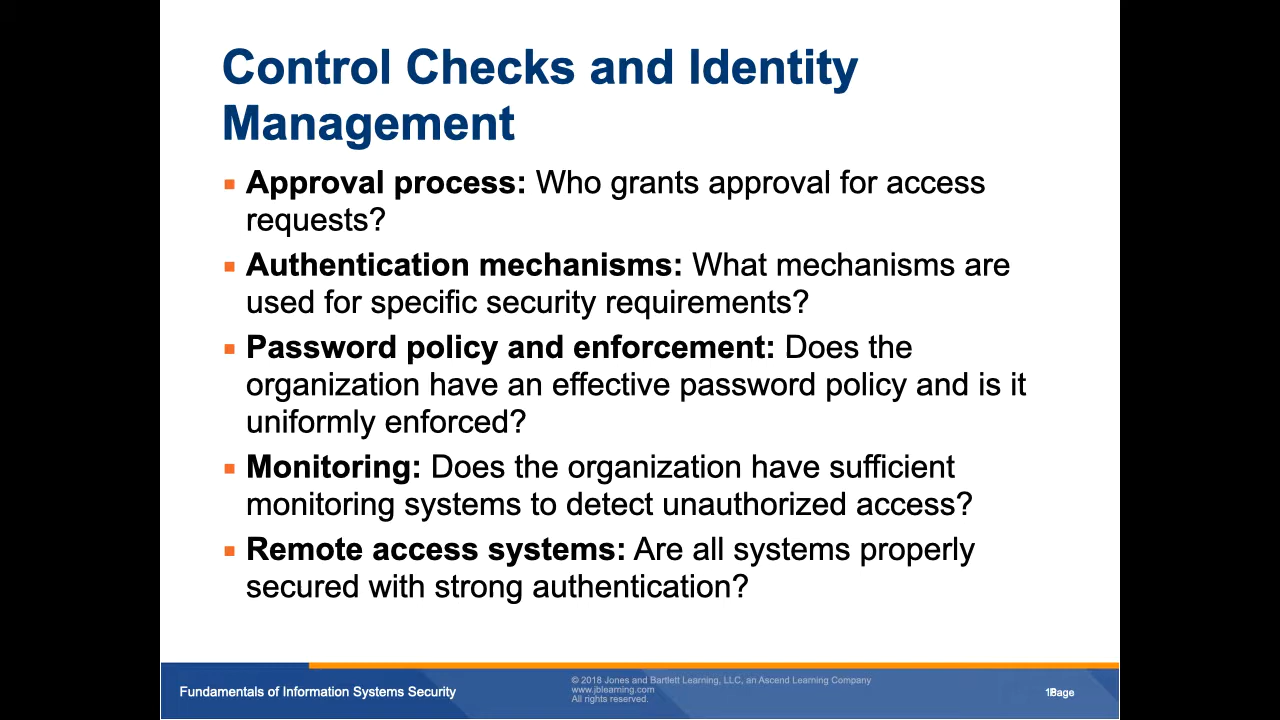 Control Checks and Identity
Management
Approval process: Who grants approval for access
requests?
Authentication mechanisms: What mechanisms are
used for specific security requirements?
Password policy and enforcement: Does the
organization have an effective password policy and is it
uniformly enforced?
Monitoring: Does the organization have sufficient
monitoring systems to detect unauthorized access?
Remote access systems: Are all systems properly
secured with strong authentication?
Fundamentals of Information Systems Security
© 2018 Jones and Bartlett Learning, LLC, an Ascend Learning Company
www.jblearning.com
All rights reserved.